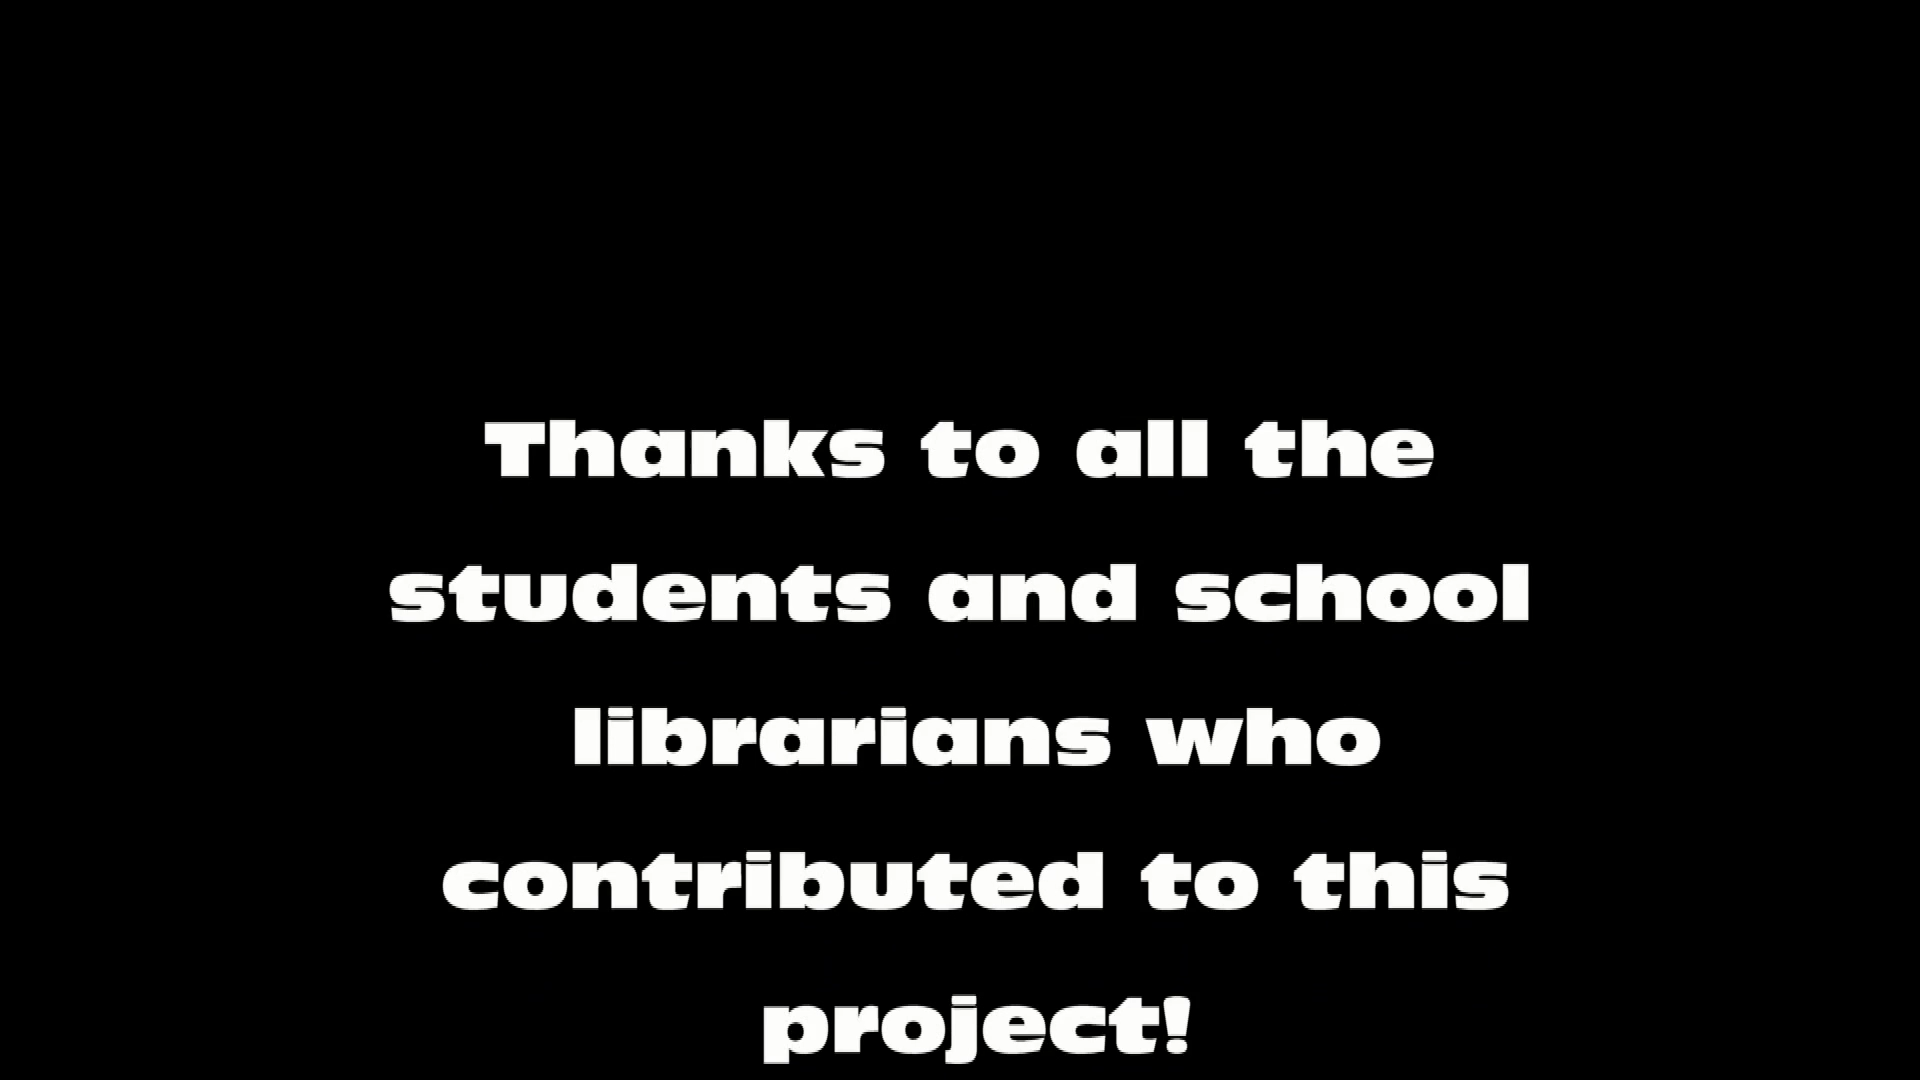 Thanks to all the
students and school
librarians who
contributed to this
project!